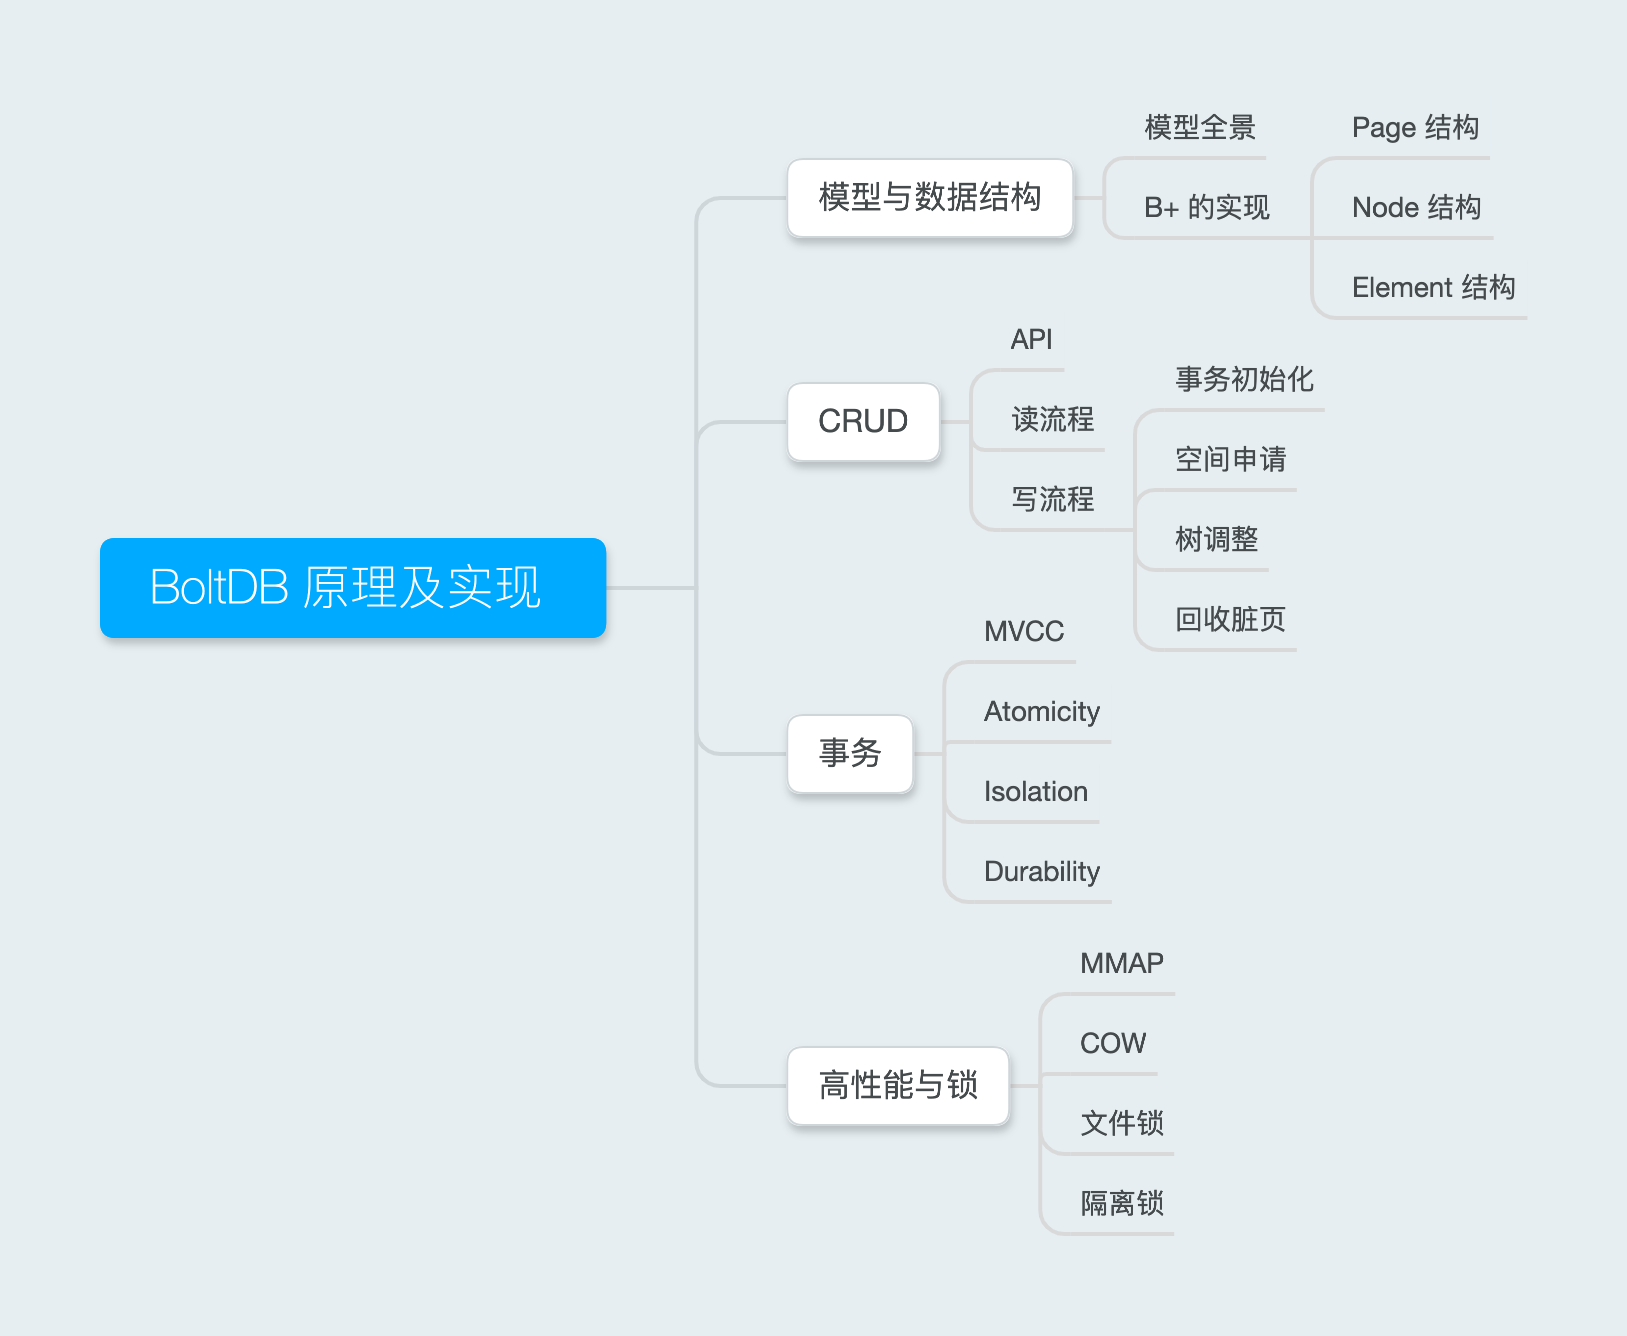 BoltDB 原理及实现
模型与数据结构
模型全景
B+ 的实现
Page 结构
Node 结构
Element 结构
CRUD
API
读流程
写流程
事务初始化
空间申请
树调整
回收脏页
事务
MVCC
Atomicity
Isolation
Durability
高性能与锁
MMAP
COW
文件锁
隔离锁